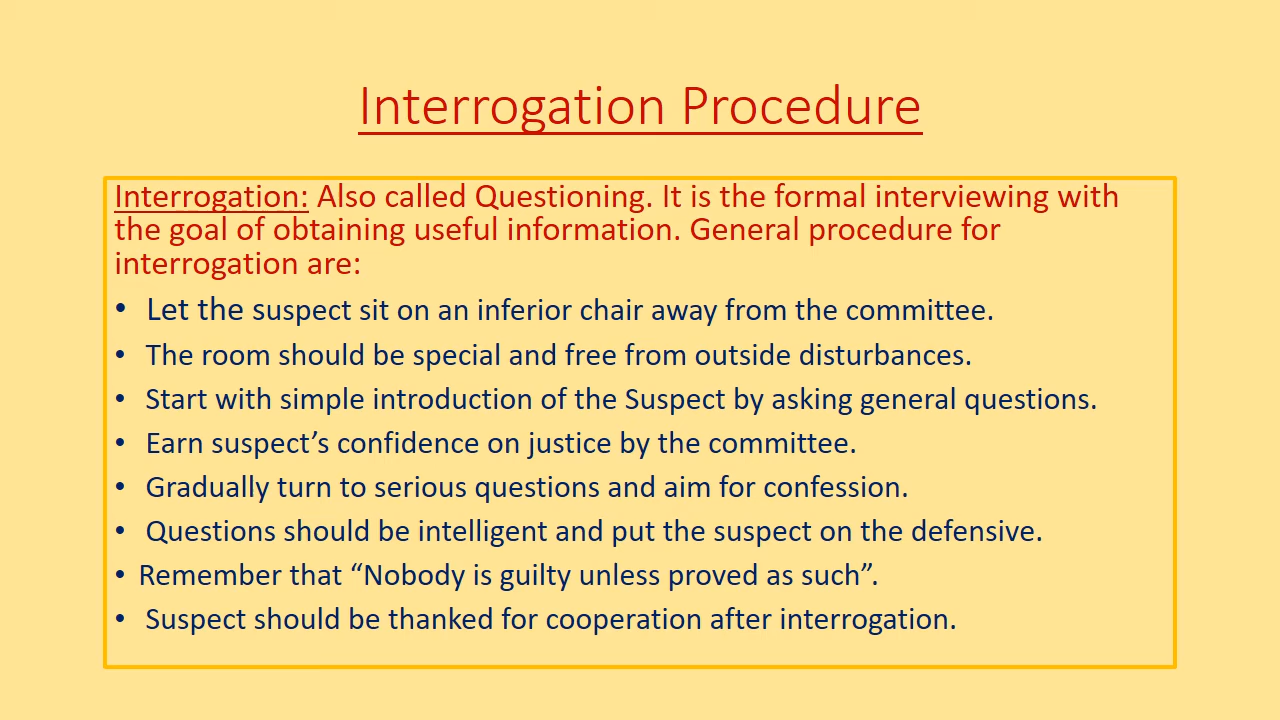 Interrogation Procedure
Interrogation: Also called Questioning. It is the formal interviewing with
the goal of obtaining useful information. General procedure for
interrogation are:
• Let the suspect sit on an inferior chair away from the committee.
• The room should be special and free from outside disturbances.
• Start with simple introduction of the Suspect by asking general questions.
• Earn suspect’s confidence on justice by the committee.
• Gradually turn to serious questions and aim for confession.
• Questions should be intelligent and put the suspect on the defensive.
• Remember that “Nobody is guilty unless proved as such”.
• Suspect should be thanked for cooperation after interrogation.